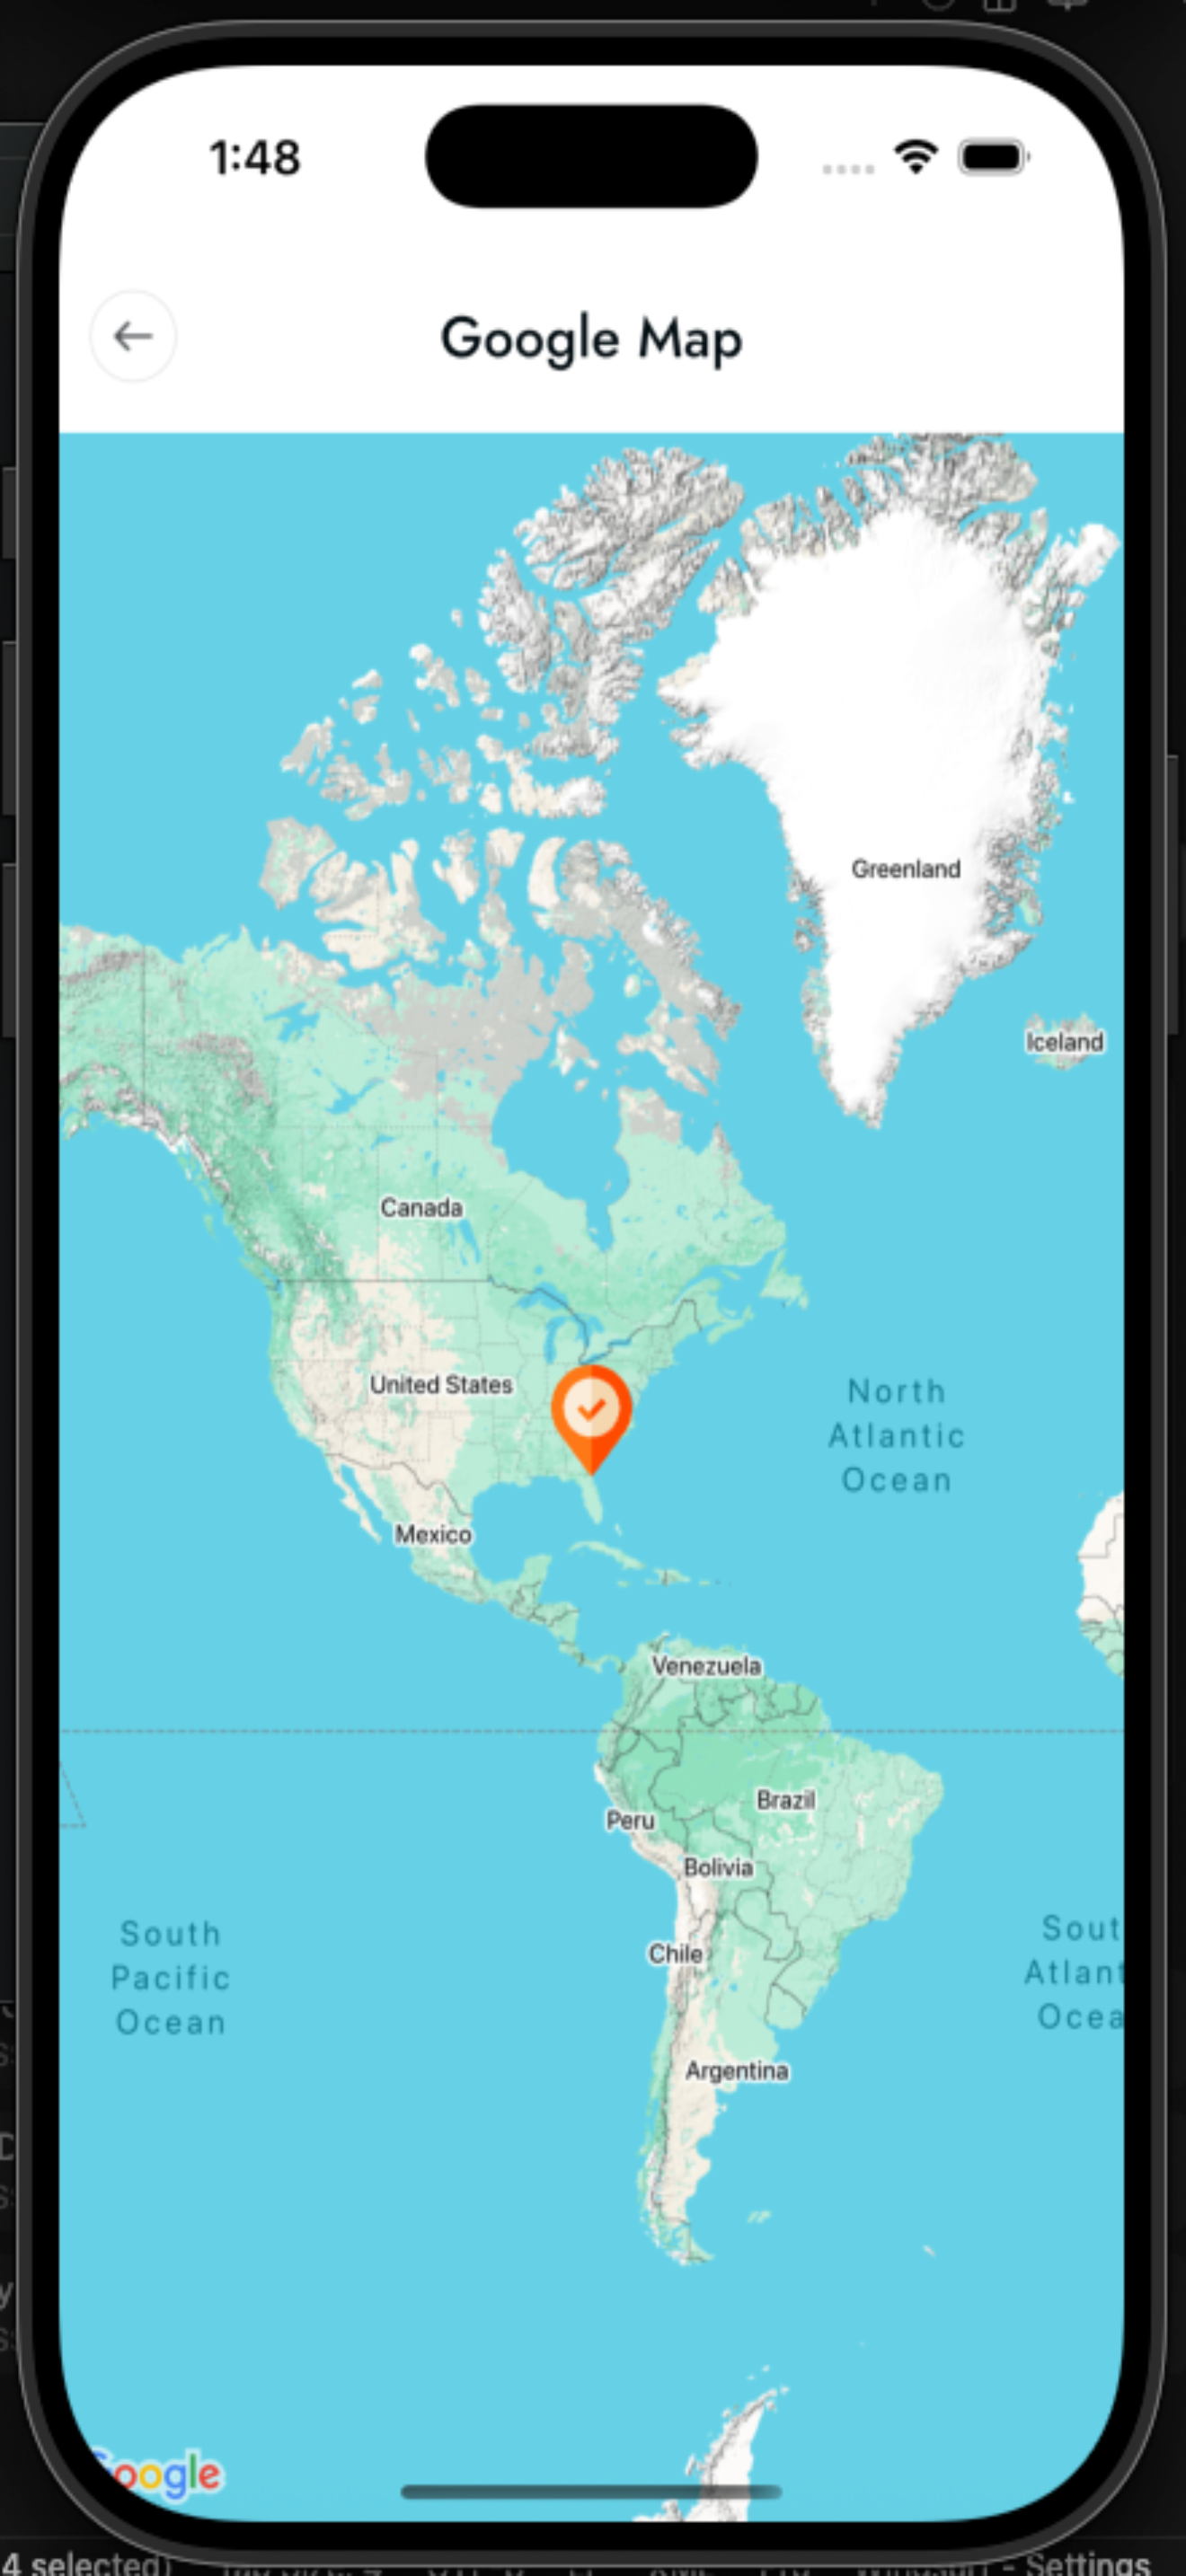 1:48
Google Map
Greenland
Iceland
Canada
United States
North
Atlantic
Ocean
Mexico
Venezuela
Brazil
Peru
Bolivia
South
Pacific
Ocean
Chile
Sout
Atlant
Ocea
Argentina
Google
4 selected)
- Settings